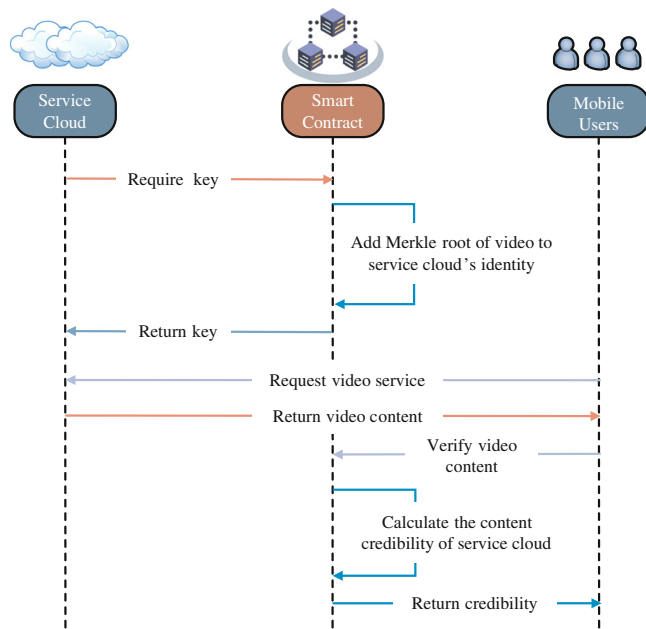 Service
Cloud
Smart
Contract
Mobile
Users
Require key
Add Merkle root of video to
service cloud's identity
Return key
Request video service
Return video content
Verify video
content
Calculate the content
credibility of service cloud
Return credibility